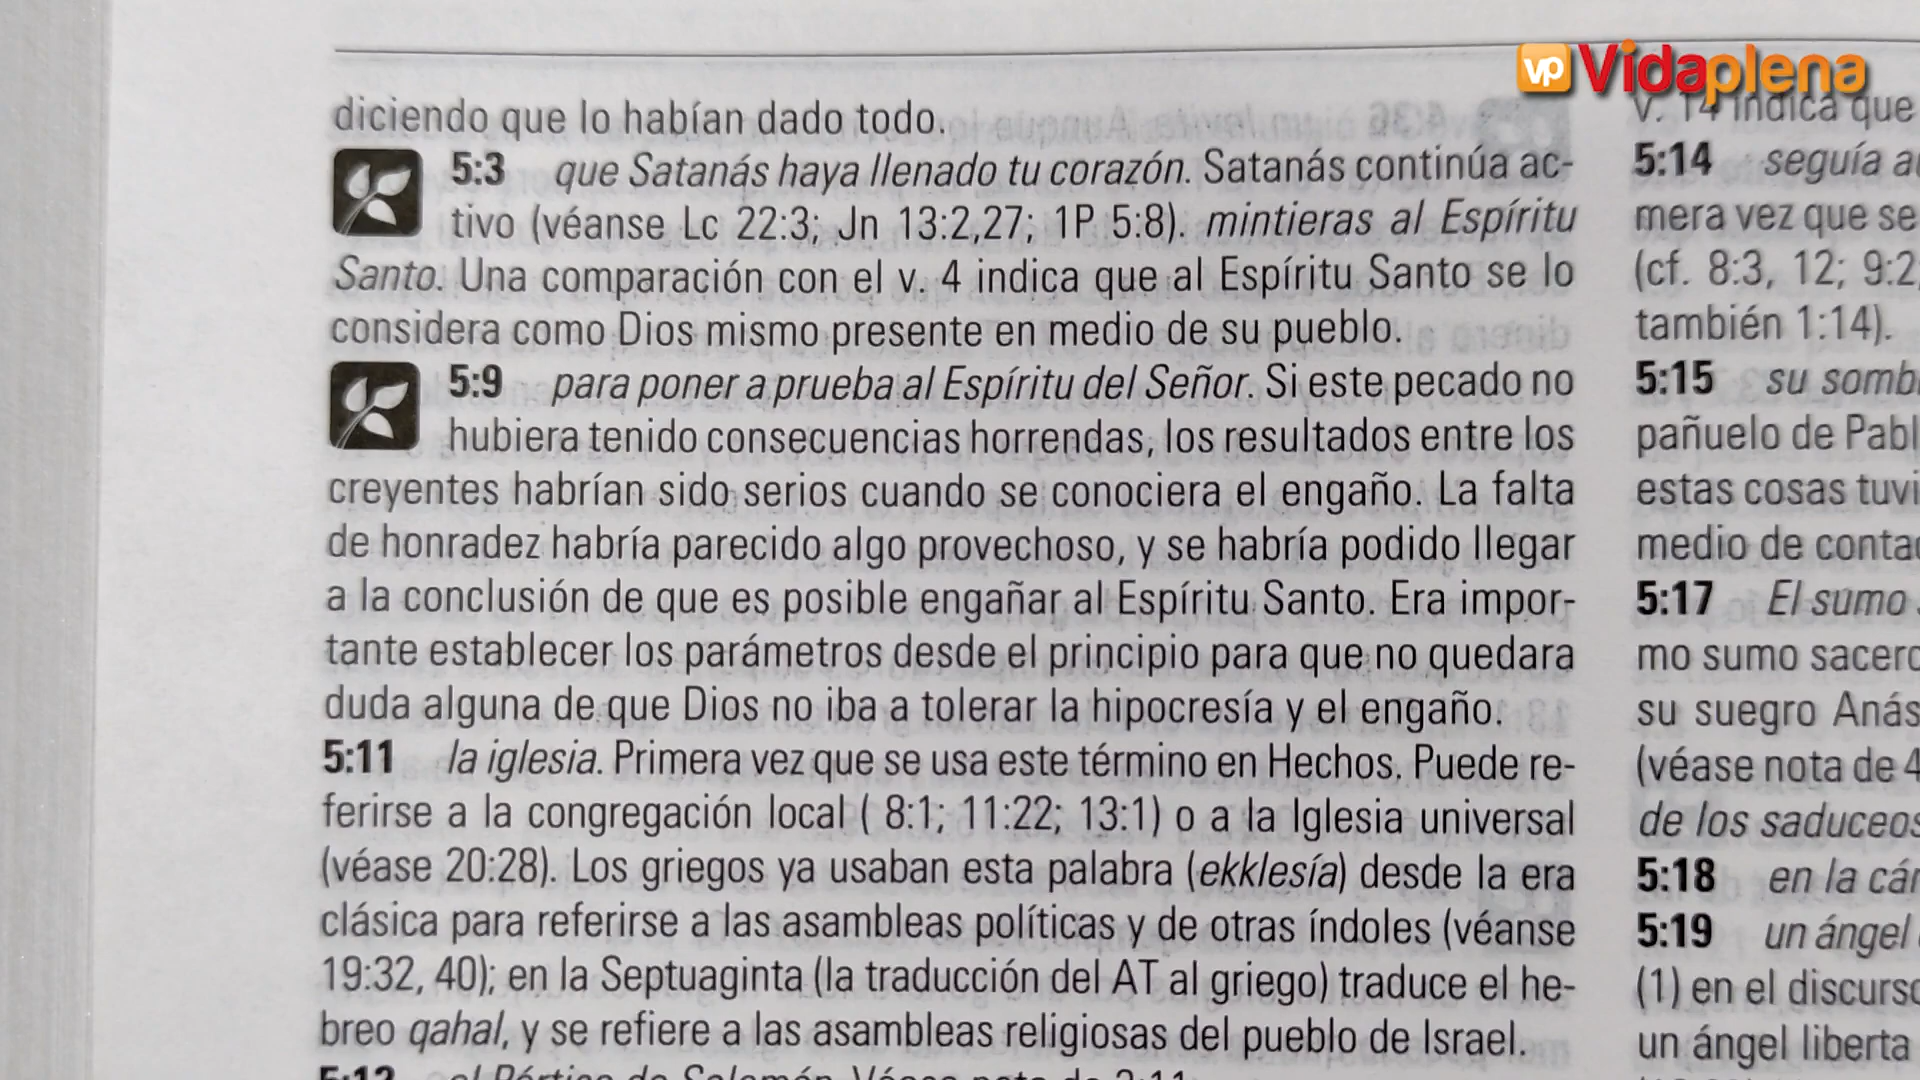 vp Vidaplena
diciendo que lo habían dado todo.
5:3 que Satanás haya llenado tu corazón. Satanás continúa ac-
tivo (véanse Lc 22:3; Jn 13:2,27; 1P 5:8). mintieras al Espíritu
Santo. Una comparación con el v. 4 indica que al Espíritu Santo se lo
considera como Dios mismo presente en medio de su pueblo.
5:9 para poner a prueba al Espíritu del Señor. Si este pecado no
hubiera tenido consecuencias horrendas, los resultados entre los
creyentes habrían sido serios cuando se conociera el engaño. La falta
de honradez habría parecido algo provechoso, y se habría podido llegar
a la conclusión de que es posible engañar al Espíritu Santo. Era impor-
tante establecer los parámetros desde el principio para que no quedara
duda alguna de que Dios no iba a tolerar la hipocresía y el engaño.
5:11 la iglesia. Primera vez que se usa este término en Hechos. Puede re-
ferirse a la congregación local ( 8:1; 11:22; 13:1) o a la Iglesia universal
(véase 20:28). Los griegos ya usaban esta palabra (ekklesía) desde la era
clásica para referirse a las asambleas políticas y de otras índoles (véanse
19:32, 40); en la Septuaginta (la traducción del AT al griego) traduce el he-
breo qahal, y se refiere a las asambleas religiosas del pueblo de Israel.
5:12 el Pórtico de Salomón. Véase nota de 3:11.
v. 14 indica que
5:14 seguía
mera vez que se
(cf. 8:3, 12; 9:2;
también 1:14).
5:15 su
pañuelo de
estas cosas
medio de
5:17 El sumo
mo sumo
su suegro
(véase nota de 4
de los saduceos
5:18 en la
5:19 un ángel
(1) en el
un ángel liberta